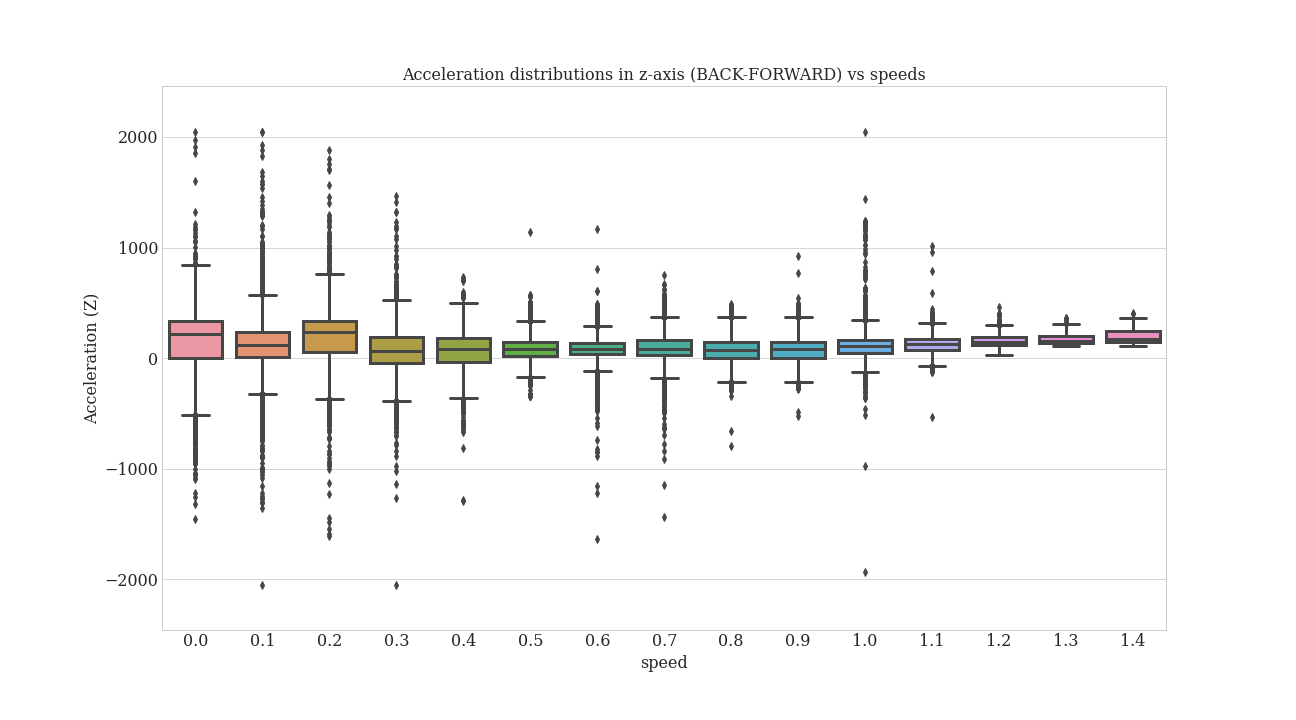 Acceleration distributions in z-axis (BACK-FORWARD) vs speeds
Acceleration (Z)
2000
1000
0
−1000
−2000
0.0 0.1 0.2 0.3 0.4 0.5 0.6 0.7 0.8 0.9 1.0 1.1 1.2 1.3 1.4
speed